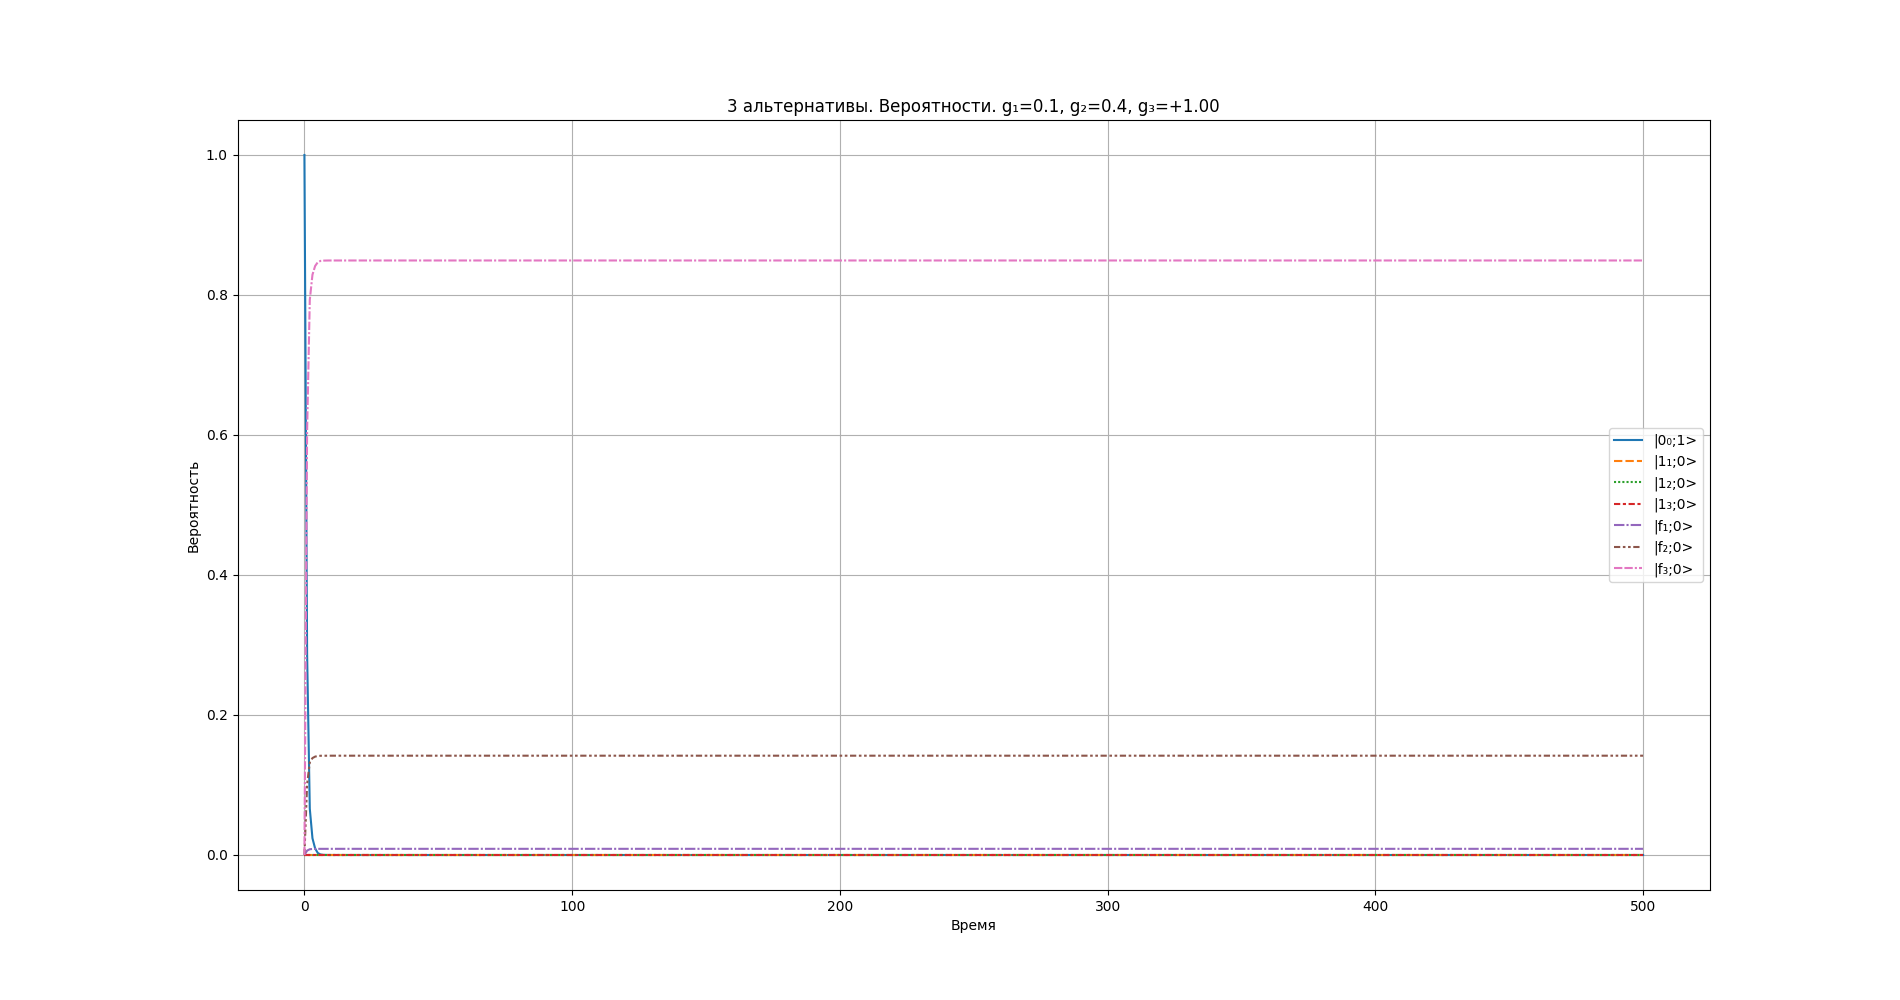 3 альтернативы. Вероятности. g₁=0.1, g₂=0.4, g₃=+1.00
1.0
0.8
0.6
0.4
0.2
0.0
Вероятность
|0₀;1>
|1₁;0>
|1₂;0>
|1₃;0>
|f₁;0>
|f₂;0>
|f₃;0>
0 100 200 300 400 500
Время